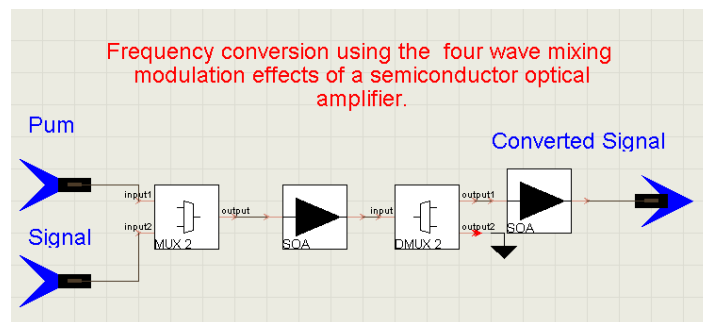 Frequency conversion using the four wave mixing
modulation effects of a semiconductor optical
amplifier.
Pum
Converted Signal
input1
output
input
output1
input2
output2
Signal
MUX 2
SOA
DMUX 2
SOA